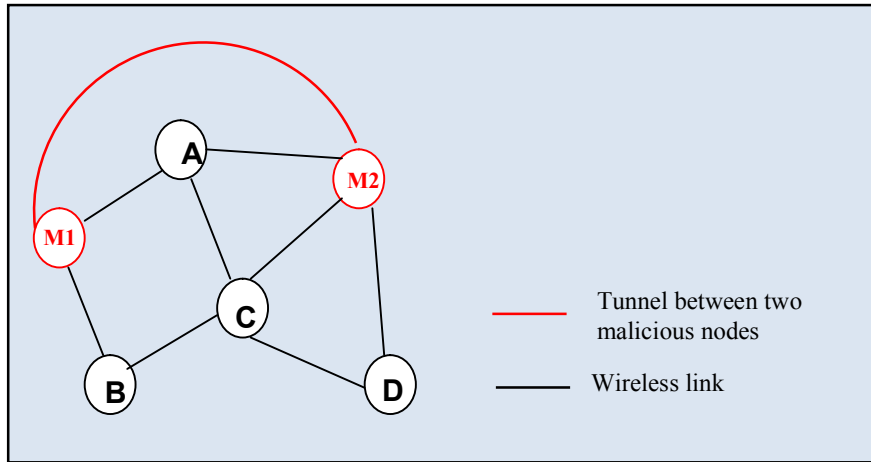 A
M2
M1
C
B
D
Tunnel between two
malicious nodes
Wireless link